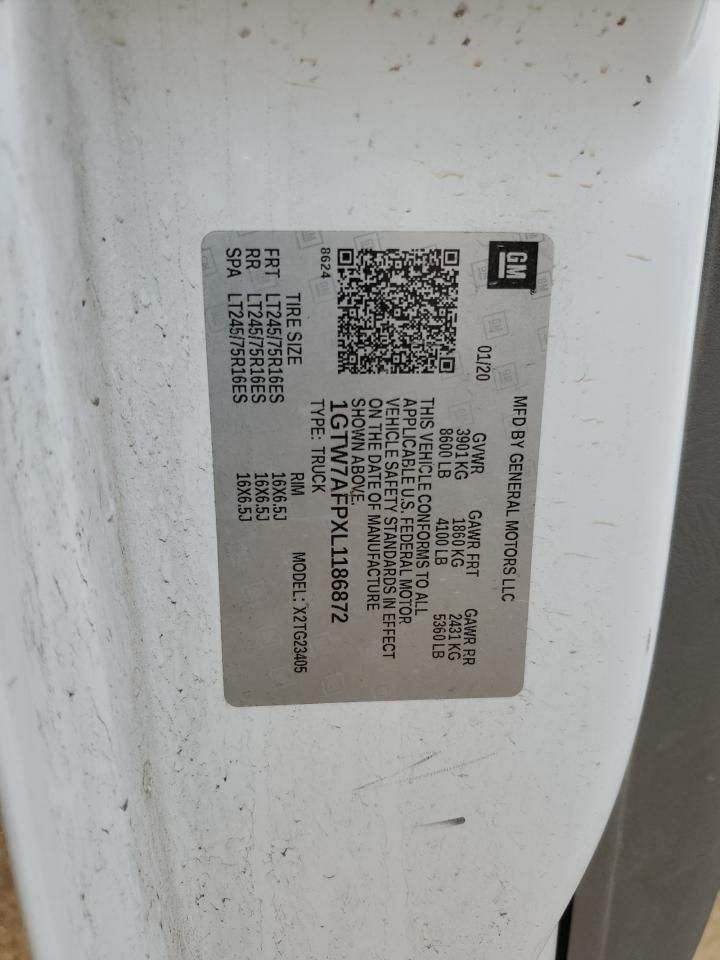 GM
MFD BY GENERAL MOTORS LLC
01/20
GVWR GAWR FRT GAWR RR
3901 KG 1860 KG 2431 KG
8600 LB 4100 LB 5360 LB
THIS VEHICLE CONFORMS TO ALL
APPLICABLE U.S. FEDERAL MOTOR
VEHICLE SAFETY STANDARDS IN EFFECT
ON THE DATE OF MANUFACTURE
SHOWN ABOVE.
1GTW7AFPXL1186872
8624
TYPE: TRUCK MODEL: X2TG23405
TIRE SIZE RIM
FRT LT245/75R16ES 16X6.5J
RR LT245/75R16ES 16X6.5J
SPA LT245/75R16ES 16X6.5J